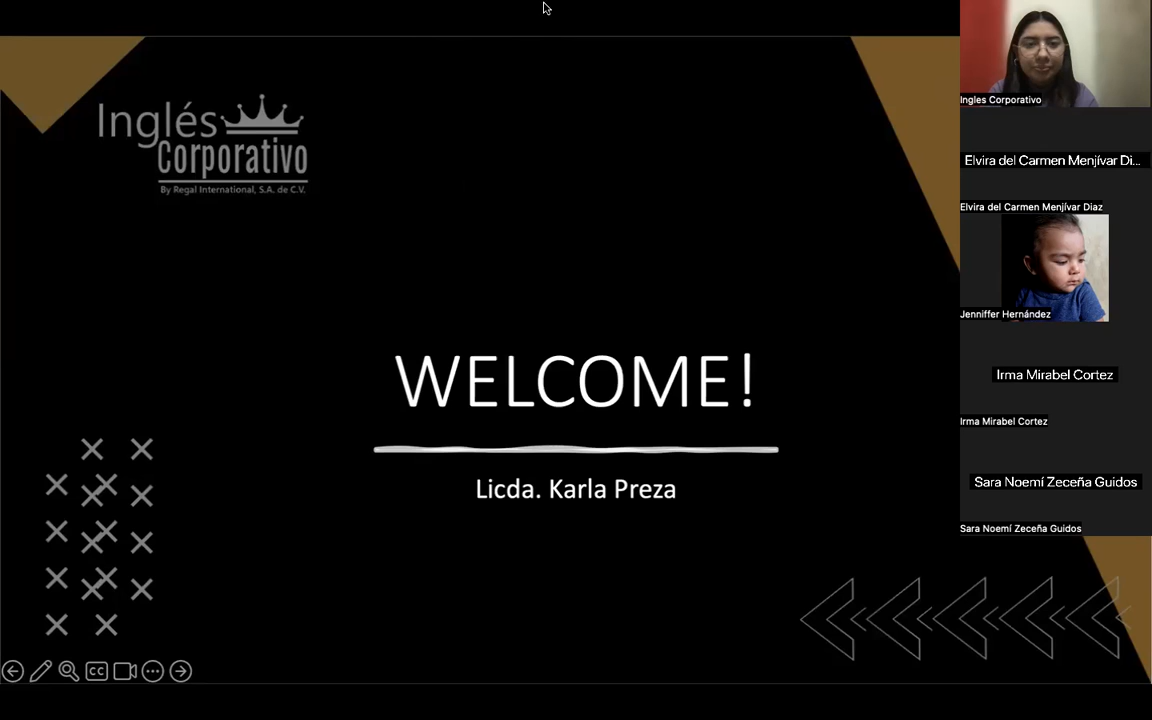 Inglés
Corporativo
By Regal International, S.A. de C.V.
WELCOME!
Licda. Karla Preza
CC
Ingles Corporativo
Elvira del Carmen Menjívar Di...
Elvira del Carmen Menjívar Diaz
Jenniffer Hernández
Irma Mirabel Cortez
Irma Mirabel Cortez
Sara Noemí Zeceña Guidos
Sara Noemí Zeceña Guidos